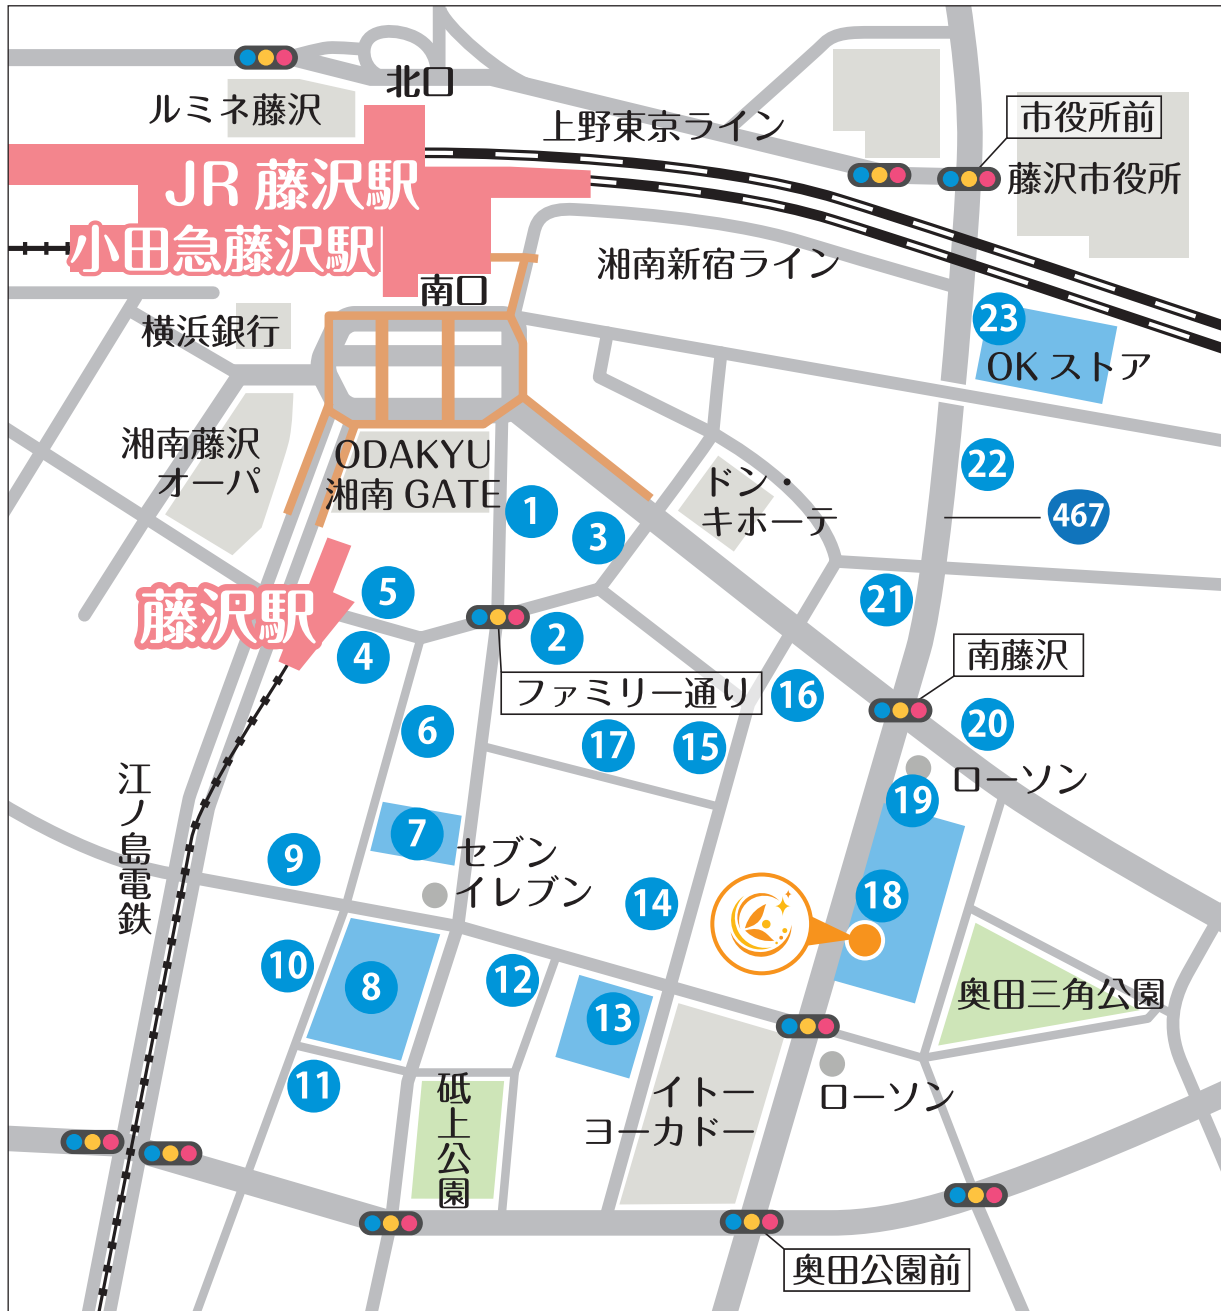 北口
ルミネ藤沢
上野東京ライン
市役所前
JR 藤沢駅
藤沢市役所
小田急藤沢駅
湘南新宿ライン
南口
横浜銀行
23
OK ストア
湘南藤沢
オーパ
ODAKYU
湘南 GATE
ドン・
キホーテ
22
467
1
3
5
藤沢駅
21
2
4
南藤沢
ファミリー通り
16
20
6
17
15
ローソン
19
江ノ島電鉄
7
セブン
イレブン
9
14
18
10
8
12
13
奥田三角公園
11
砥上公園
イトー
ヨーカドー
ローソン
奥田公園前